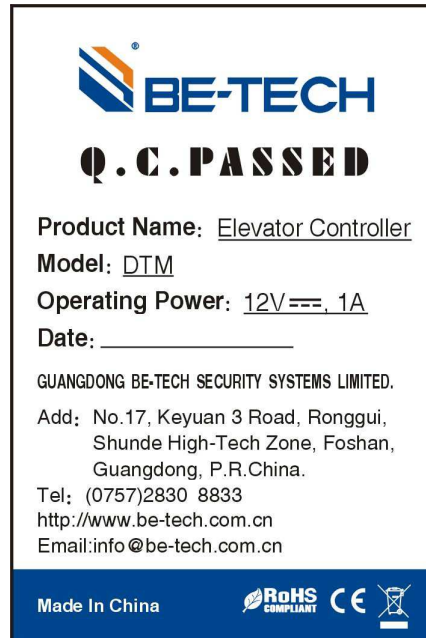 ®
BE-TECH
Q.C.PASSED
Product Name: Elevator Controller
Model: DTM
Operating Power: 12V⎓, 1A
Date:
GUANGDONG BE-TECH SECURITY SYSTEMS LIMITED.
Add: No.17, Keyuan 3 Road, Ronggui,
Shunde High-Tech Zone, Foshan,
Guangdong, P.R.China.
Tel: (0757)2830 8833
http://www.be-tech.com.cn
Email:info@be-tech.com.cn
Made In China RoHS COMPLIANT CE